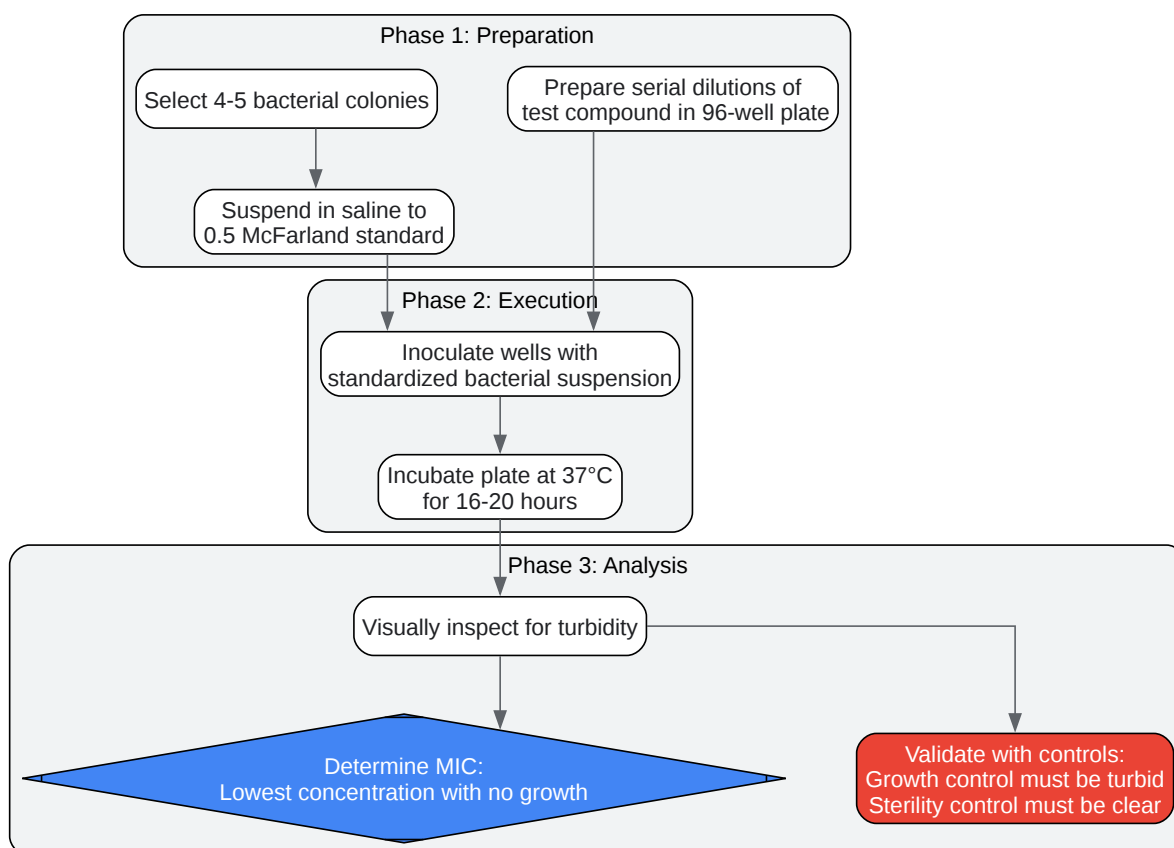 Phase 1: Preparation
Select 4-5 bacterial colonies
Prepare serial dilutions of
test compound in 96-well plate
Suspend in saline to
0.5 McFarland standard
Phase 2: Execution
Inoculate wells with
standardized bacterial suspension
Incubate plate at 37°C
for 16-20 hours
Phase 3: Analysis
Visually inspect for turbidity
Determine MIC:
Lowest concentration with no growth
Validate with controls:
Growth control must be turbid
Sterility control must be clear